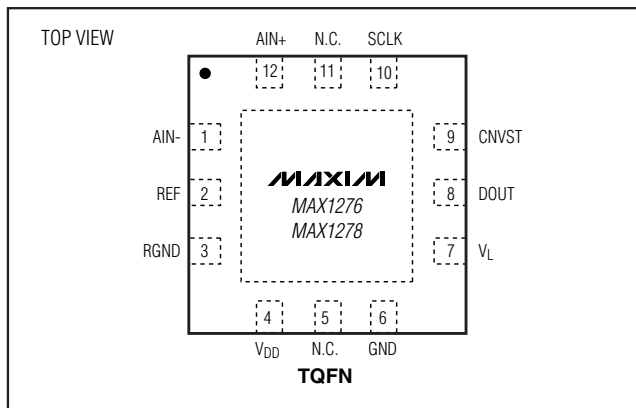 TOP VIEW
AIN+ N.C. SCLK
12 11 10
AIN- 1 9 CNVST
MAXIM
REF 2 MAX1276 8 DOUT
MAX1278
RGND 3 7 VL
4 5 6
VDD N.C. GND
TQFN